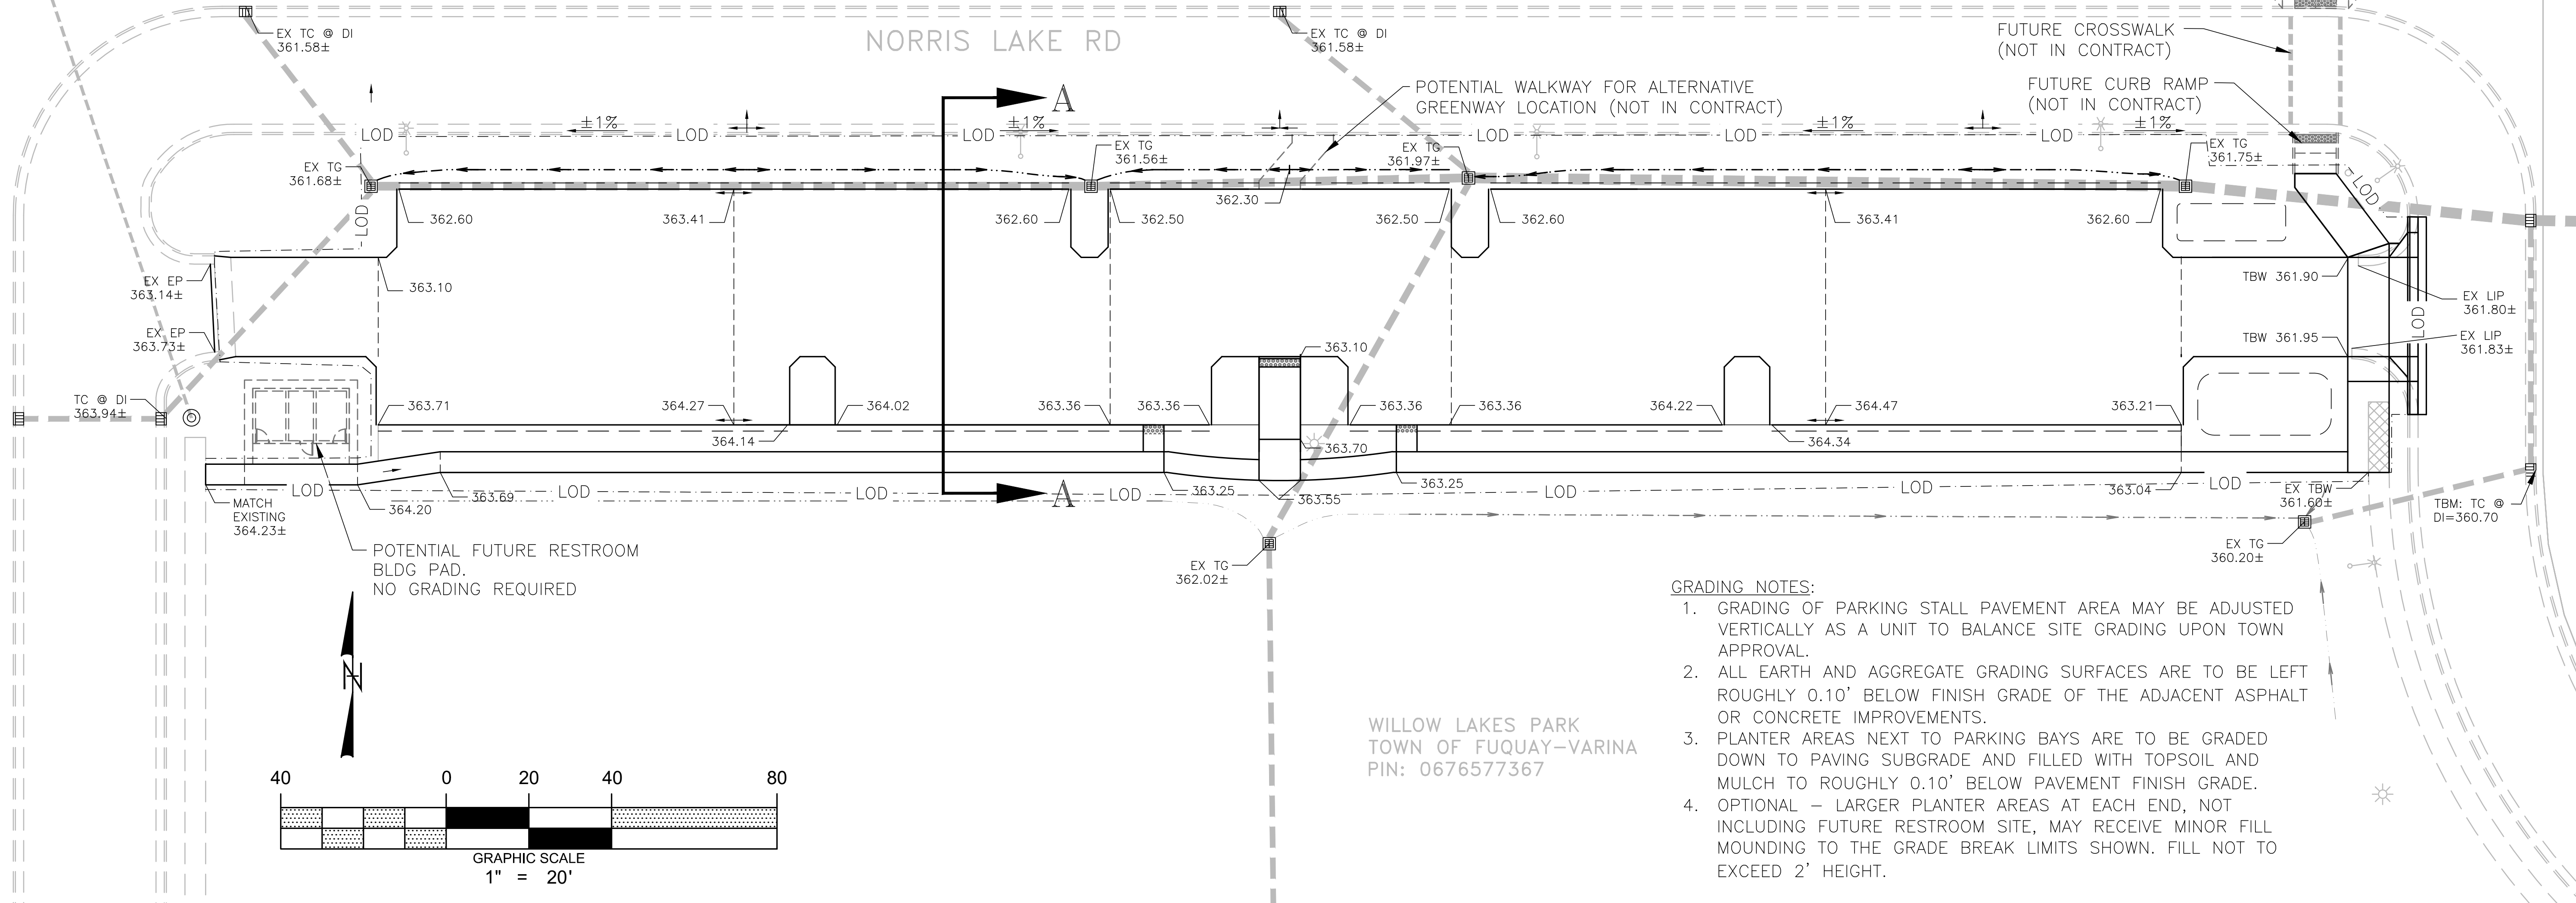 EX TC @ DI
361.58±
NORRIS LAKE RD
EX TC @ DI
361.58±
FUTURE CROSSWALK
(NOT IN CONTRACT)
POTENTIAL WALKWAY FOR ALTERNATIVE
GREENWAY LOCATION (NOT IN CONTRACT)
FUTURE CURB RAMP
(NOT IN CONTRACT)
A
LOD
±1%
LOD
LOD
±1%
LOD
LOD
±1%
LOD
±1%
EX TG
361.68±
EX TG
361.56±
EX TG
361.97±
EX TG
361.75±
LOD
LOD
362.60
363.41
362.60
362.50
362.30
362.50
362.60
363.41
362.60
EX EP
363.14±
363.10
TBW 361.90
EX LIP
361.80±
EX EP
363.73±
LOD
TBW 361.95
EX LIP
361.83±
363.10
TC @ DI
363.94±
363.71
364.27
364.02
363.36
363.36
363.36
363.36
364.22
364.47
363.21
364.14
363.70
364.34
MATCH
EXISTING
364.23±
LOD
364.20
363.69
LOD
LOD
A
LOD
363.25
363.55
363.25
LOD
LOD
363.04
LOD
EX TBW
361.60±
TBM: TC @
DI=360.70
POTENTIAL FUTURE RESTROOM
BLDG PAD.
NO GRADING REQUIRED
EX TG
362.02±
EX TG
360.20±
N
GRADING NOTES:
1. GRADING OF PARKING STALL PAVEMENT AREA MAY BE ADJUSTED
VERTICALLY AS A UNIT TO BALANCE SITE GRADING UPON TOWN
APPROVAL.
2. ALL EARTH AND AGGREGATE GRADING SURFACES ARE TO BE LEFT
ROUGHLY 0.10' BELOW FINISH GRADE OF THE ADJACENT ASPHALT
OR CONCRETE IMPROVEMENTS.
3. PLANTER AREAS NEXT TO PARKING BAYS ARE TO BE GRADED
DOWN TO PAVING SUBGRADE AND FILLED WITH TOPSOIL AND
MULCH TO ROUGHLY 0.10' BELOW PAVEMENT FINISH GRADE.
4. OPTIONAL – LARGER PLANTER AREAS AT EACH END, NOT
INCLUDING FUTURE RESTROOM SITE, MAY RECEIVE MINOR FILL
MOUNDING TO THE GRADE BREAK LIMITS SHOWN. FILL NOT TO
EXCEED 2' HEIGHT.
WILLOW LAKES PARK
TOWN OF FUQUAY–VARINA
PIN: 0676577367
40 0 20 40 80
GRAPHIC SCALE
1" = 20'